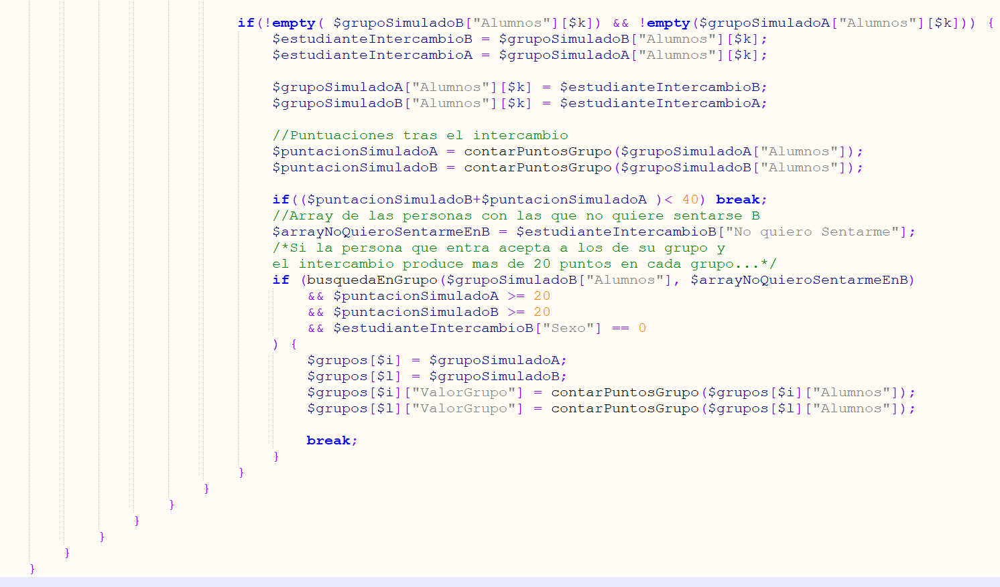 if(!empty( $grupoSimuladoB["Alumnos"][$k]) && !empty($grupoSimuladoA["Alumnos"][$k])) {
$estudianteIntercambioB = $grupoSimuladoB["Alumnos"][$k];
$estudianteIntercambioA = $grupoSimuladoA["Alumnos"][$k];
$grupoSimuladoA["Alumnos"][$k] = $estudianteIntercambioB;
$grupoSimuladoB["Alumnos"][$k] = $estudianteIntercambioA;
//Puntuaciones tras el intercambio
$puntacionSimuladoA = contarPuntosGrupo($grupoSimuladoA["Alumnos"]);
$puntacionSimuladoB = contarPuntosGrupo($grupoSimuladoB["Alumnos"]);
if(($puntacionSimuladoB+$puntacionSimuladoA )< 40) break;
//Array de las personas con las que no quiere sentarse B
$arrayNoQuieroSentarmeEnB = $estudianteIntercambioB["No quiero Sentarme"];
/*Si la persona que entra acepta a los de su grupo y
el intercambio produce mas de 20 puntos en cada grupo...*/
if (busquedaEnGrupo($grupoSimuladoB["Alumnos"], $arrayNoQuieroSentarmeEnB)
&& $puntacionSimuladoA >= 20
&& $puntacionSimuladoB >= 20
&& $estudianteIntercambioB["Sexo"] == 0
) {
$grupos[$i] = $grupoSimuladoA;
$grupos[$l] = $grupoSimuladoB;
$grupos[$i]["ValorGrupo"] = contarPuntosGrupo($grupos[$i]["Alumnos"]);
$grupos[$l]["ValorGrupo"] = contarPuntosGrupo($grupos[$l]["Alumnos"]);
break;
}
}
}
}
}
}
}
}